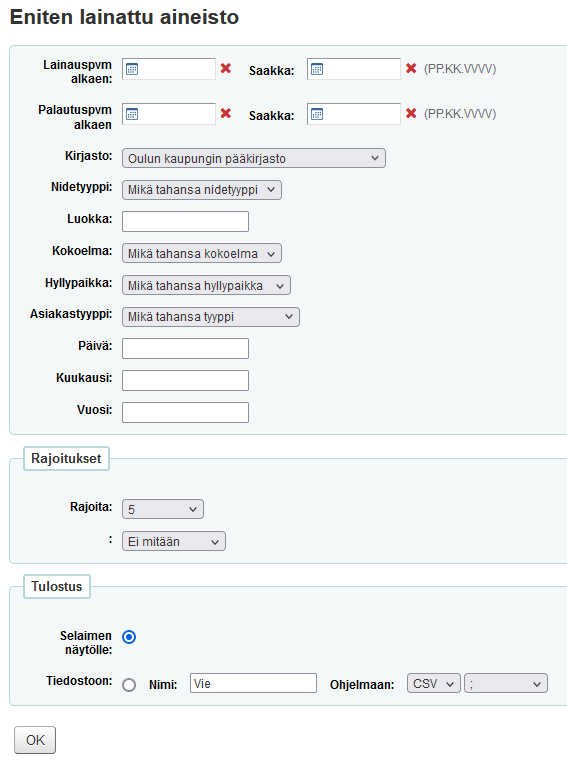 Eniten lainattu aineisto
Lainauspvm alkaen: Saakka: (PP.KK.VVVV)
Palautuspvm alkaen Saakka: (PP.KK.VVVV)
Kirjasto: Oulun kaupungin pääkirjasto
Nidetyyppi: Mikä tahansa nidetyyppi
Luokka:
Kokoelma: Mikä tahansa kokoelma
Hyllypaikka: Mikä tahansa hyllypaikka
Asiakastyyppi: Mikä tahansa tyyppi
Päivä:
Kuukausi:
Vuosi:
Rajoitukset
Rajoita: 5
: Ei mitään
Tulostus
Selaimen näytölle:
Tiedostoon: Nimi: Vie Ohjelmaan: CSV ;
OK